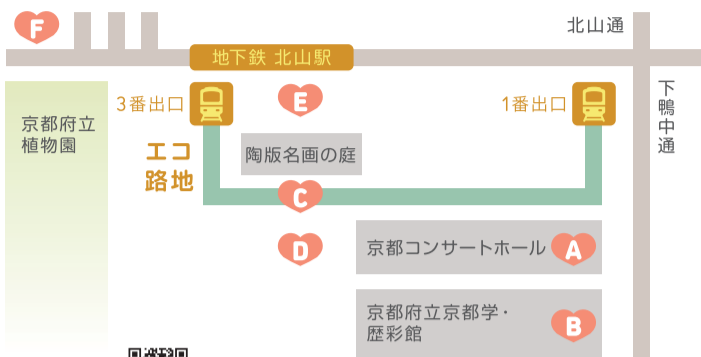 F
北山通
地下鉄 北山駅
3番出口
E
1番出口
下鴨中通
京都府立
植物園
エコ
路地
陶版名画の庭
C
D
京都コンサートホール
A
京都府立京都学・
歴彩館
B